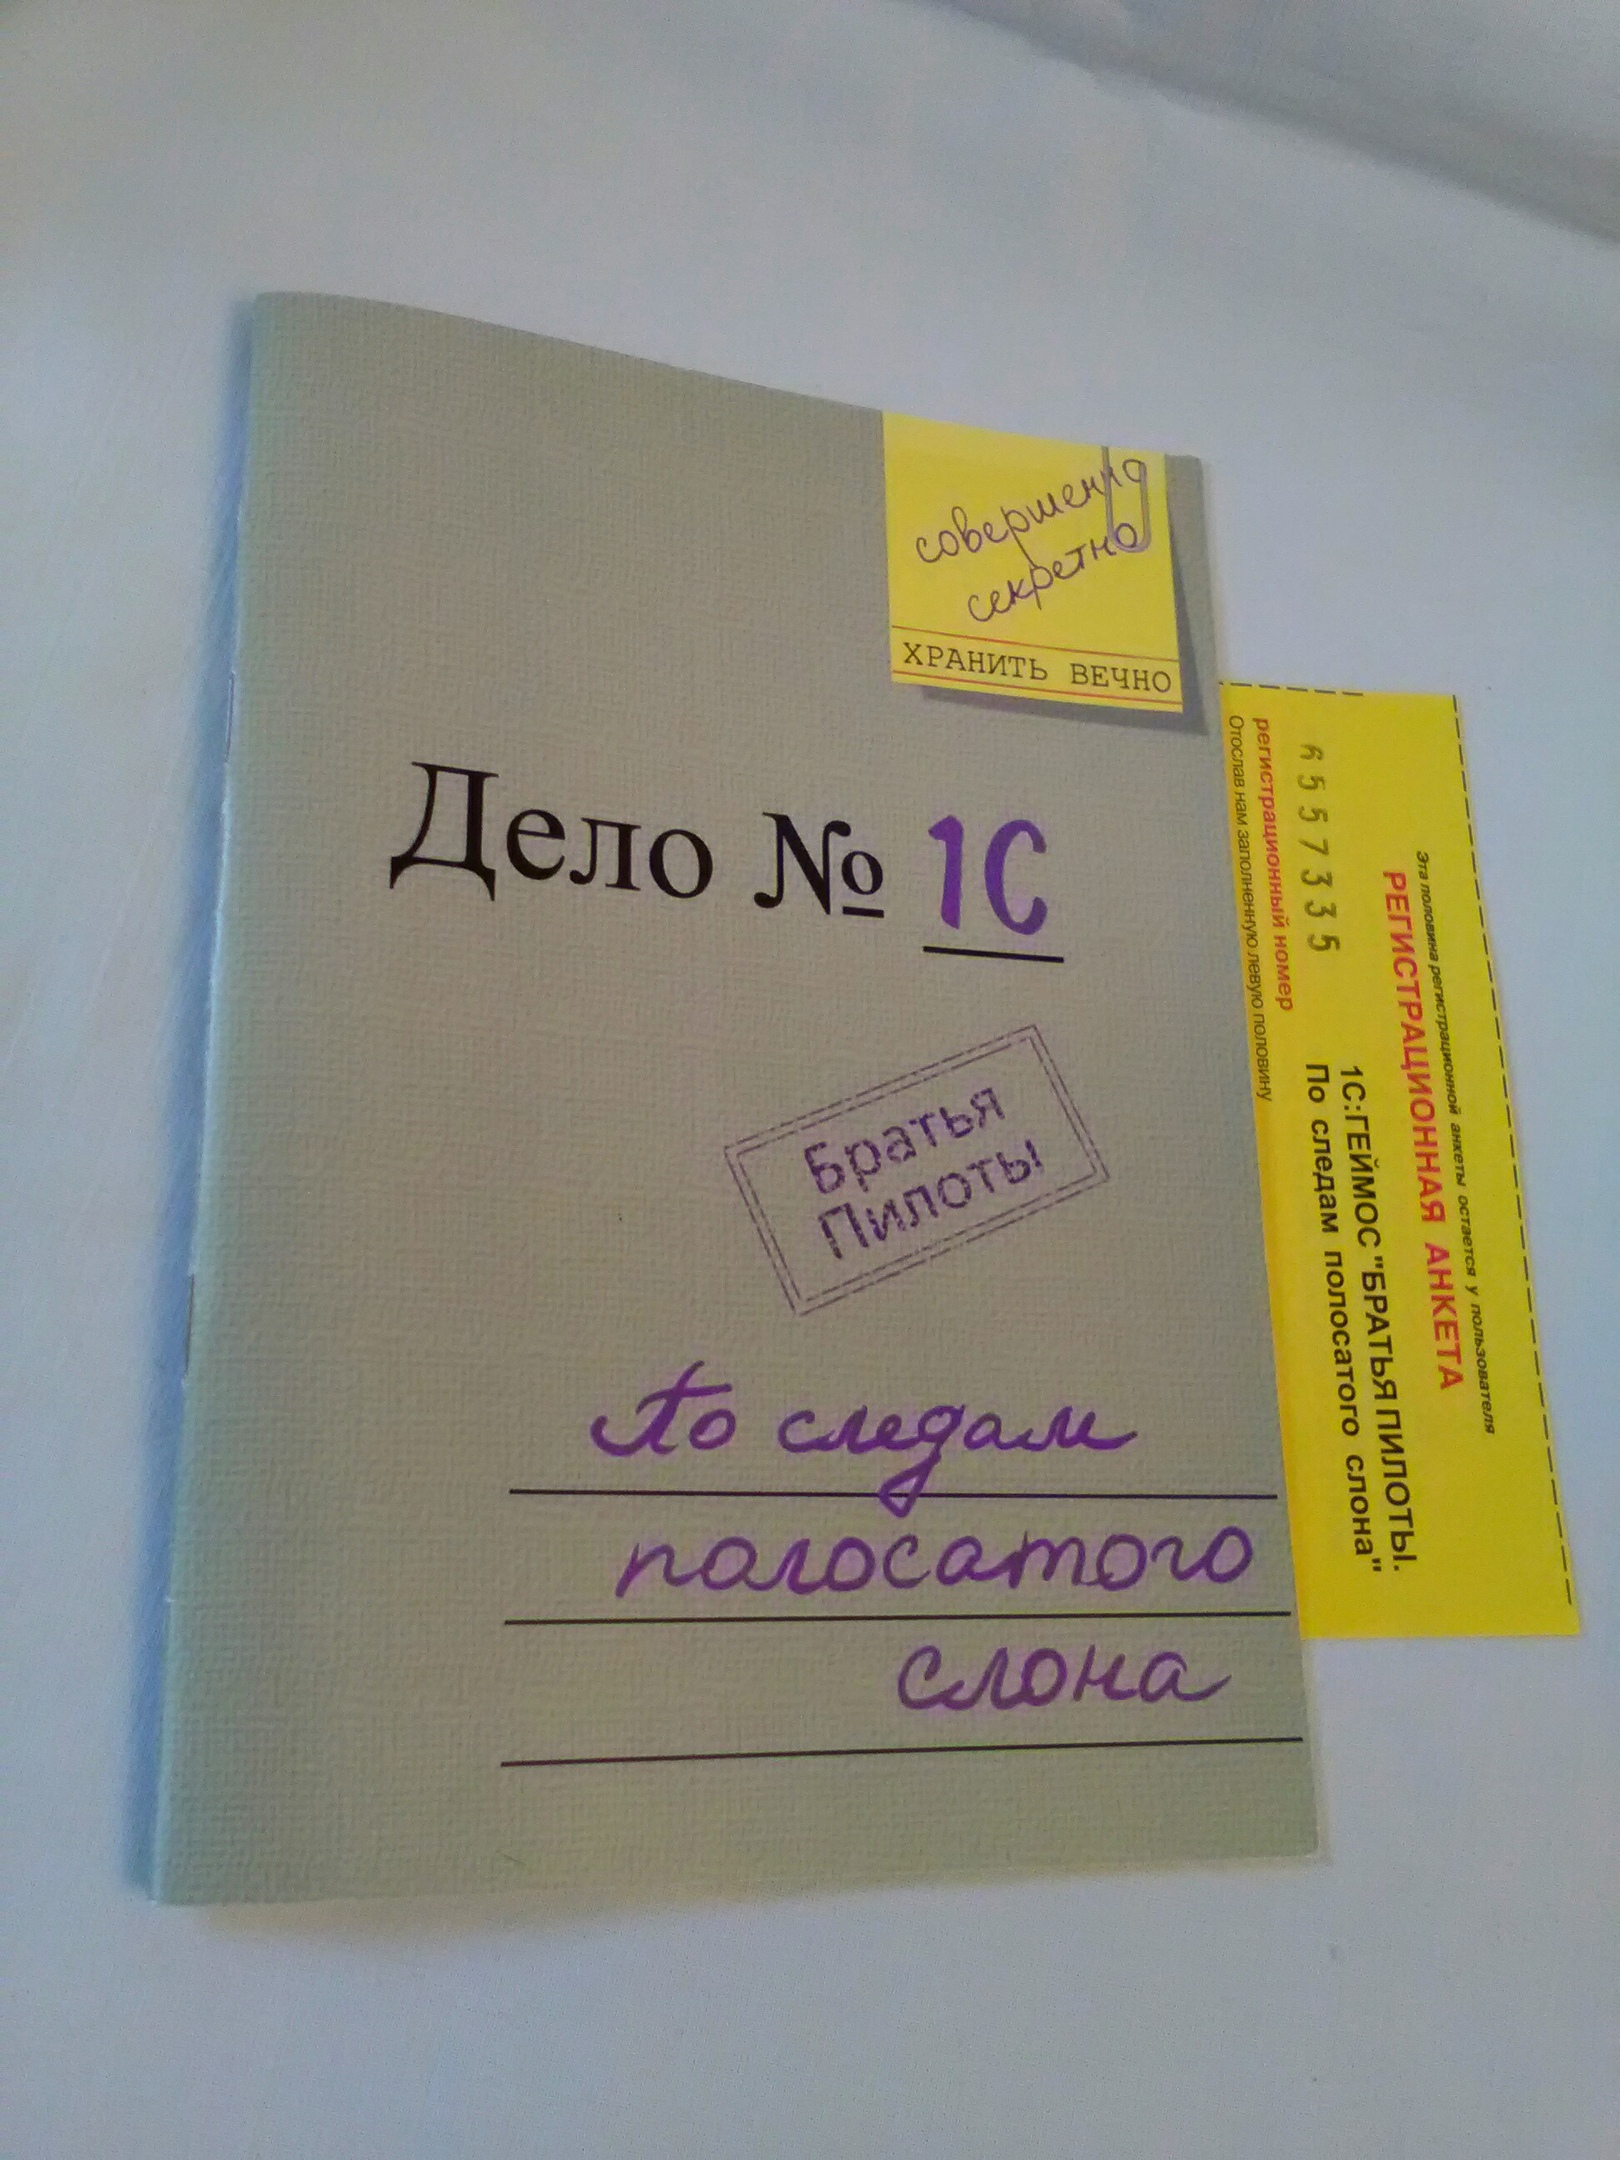 совершенно
секретно
ХРАНИТЬ ВЕЧНО
Дело № 1С
Братья
Пилоты
По следам
полосатого
слона
Эта половина регистрационной анкеты остается у пользователя
РЕГИСТРАЦИОННАЯ АНКЕТА
1С:ГЕЙМОС "БРАТЬЯ ПИЛОТЫ.
По следам полосатого слона"
6557335
регистрационный номер
Отослав нам заполненную левую половину